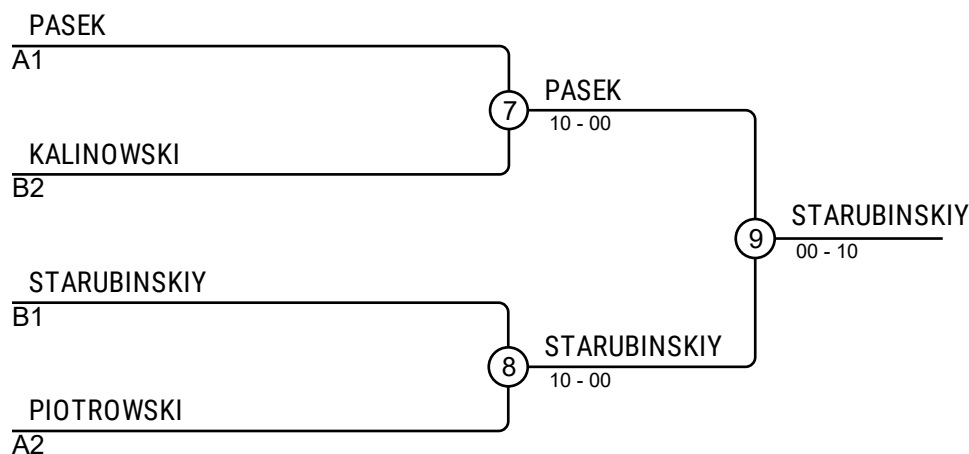 PASEK
A1
7
PASEK
10 - 00
KALINOWSKI
B2
9
STARUBINSKIY
00 - 10
STARUBINSKIY
B1
8
STARUBINSKIY
10 - 00
PIOTROWSKI
A2